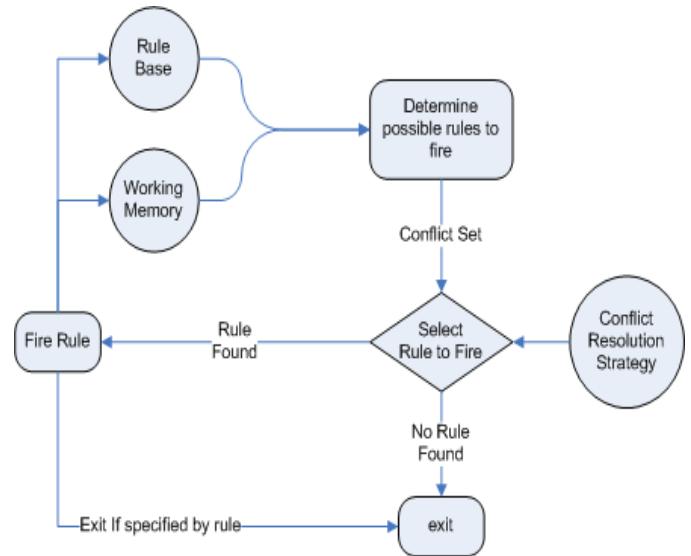 Rule
Base
Determine
possible rules to
fire
Working
Memory
Conflict Set
Fire Rule
Rule
Found
Select
Rule to Fire
Conflict
Resolution
Strategy
No Rule
Found
Exit If specified by rule
exit